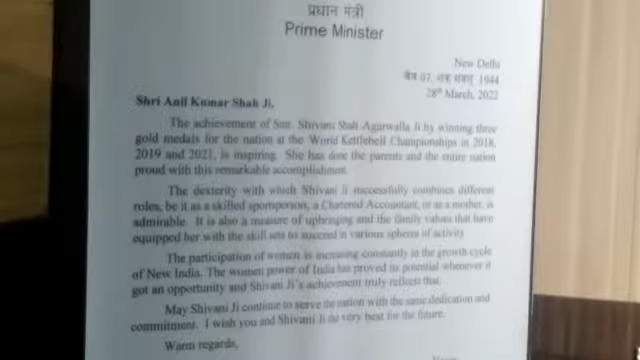 प्रधान मंत्री
Prime Minister
New Delhi
चैत्र 07, शक संवत् 1944
28th March, 2022
Shri Anil Kumar Shah Ji,
The achievement of Smt. Shivani Shah Agarwalla Ji by winning three
gold medals for the nation at the World Kettlebell Championships in 2018,
2019 and 2021, is inspiring. She has done the parents and the entire nation
proud with this remarkable accomplishment.
The dexterity with which Shivani Ji successfully combines different
roles, be it as a skilled sportsperson, a Chartered Accountant, or as a mother, is
admirable. It is also a measure of upbringing and the family values that have
equipped her with the skill sets to succeed in various spheres of activity.
The participation of women is increasing constantly in the growth cycle
of New India. The women power of India has proved its potential whenever it
got an opportunity and Shivani Ji's achievement truly reflects that.
May Shivani Ji continue to serve the nation with the same dedication and
commitment. I wish you and Shivani Ji the very best for the future.
Warm regards,